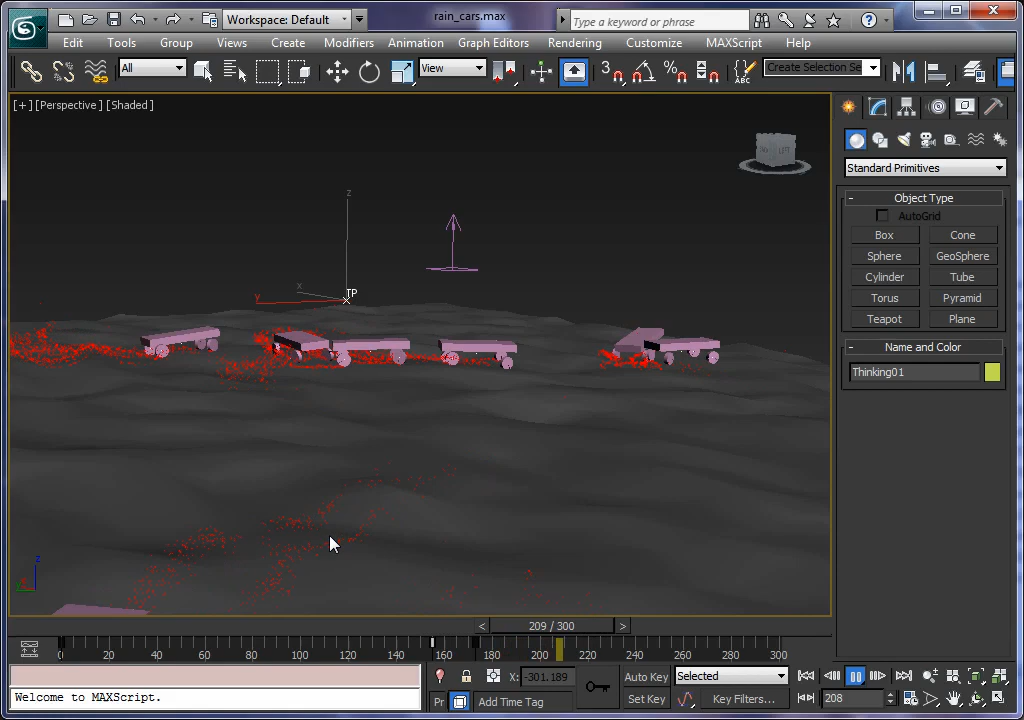 Workspace: Default
rain_cars.max
Type a keyword or phrase
Edit Tools Group Views Create Modifiers Animation Graph Editors Rendering Customize MAXScript Help
All
View
3
%
ABC
Create Selection Se
[+] [Perspective ] [Shaded ]
Standard Primitives
- Object Type
AutoGrid
Box Cone
Sphere GeoSphere
Cylinder Tube
Torus Pyramid
Teapot Plane
- Name and Color
Thinking01
z
x
y
TP
z
< 209 / 300 >
0 20 40 60 80 100 120 140 160 180 200 220 240 260 280 300
X: -301.189
Auto Key Selected
Welcome to MAXScript.
Pr
Add Time Tag
Set Key Key Filters...
208